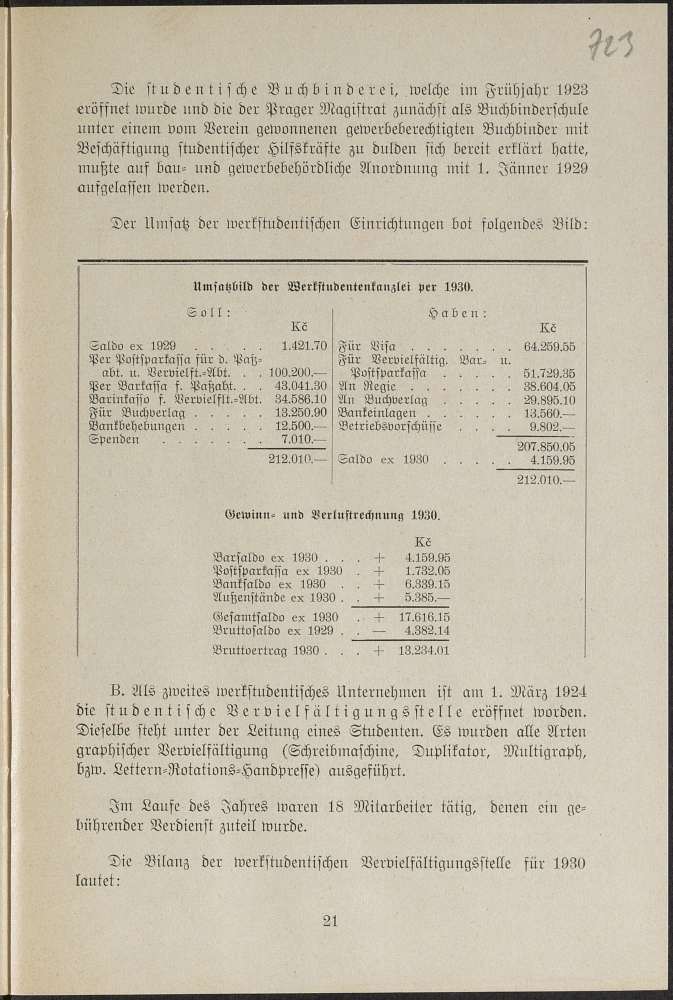 723
Die studentische Buchbinderei, welche im Frühjahr 1923
eröffnet wurde und die der Prager Magistrat zunächst als Buchbinderschule
unter einem vom Verein gewonnenen gewerbeberechtigten Buchbinder mit
Beschäftigung studentischer Hilfskräfte zu dulden sich bereit erklärt hatte,
mußte auf bau- und gewerbebehördliche Anordnung mit 1. Jänner 1929
aufgelassen werden.
Der Umsatz der werkstudentischen Einrichtungen bot folgendes Bild:
Umsatzbild der Werkstudentenkanzlei per 1930.
Soll:
Kč
Saldo ex 1929 . . . . . 1.421.70
Per Postsparkassa für d. Paß-
abt. u. Vervielft.-Abt. . . 100.200.—
Per Barkassa f. Paßabt. . . 43.041.30
Barinkasso f. Vervielflt.-Abt. 34.586.10
Für Buchverlag . . . . . 13.250.90
Bankbehebungen . . . . . 12.500.—
Spenden . . . . . . 7.010.—
212.010.—
Haben:
Kč
Für Visa . . . . . . . 64.259.55
Für Vervielfältig. Bar- u.
Postsparkassa . . . . . 51.729.35
An Regie . . . . . . . 38.604.05
An Buchverlag . . . . . 29.895.10
Bankeinlagen . . . . . . 13.560.—
Betriebsvorschüsse . . . . 9.802.—
207.850.05
Saldo ex 1930 . . . . . 4.159.95
212.010.—
Gewinn- und Verlustrechnung 1930.
Kč
Barsaldo ex 1930 . . . + 4.159.95
Postsparkassa ex 1930 . + 1.732.05
Banksaldo ex 1930 . . + 6.339.15
Außenstände ex 1930 . . + 5.385.—
Gesamtsaldo ex 1930 . + 17.616.15
Bruttosaldo ex 1929 . . — 4.382.14
Bruttoertrag 1930 . . . + 13.234.01
B. Als zweites werkstudentisches Unternehmen ist am 1. März 1924
die studentische Vervielfältigungsstelle eröffnet worden.
Dieselbe steht unter der Leitung eines Studenten. Es wurden alle Arten
graphischer Vervielfältigung (Schreibmaschine, Duplikator, Multigraph,
bzw. Lettern-Rotations-Handpresse) ausgeführt.
Im Laufe des Jahres waren 18 Mitarbeiter tätig, denen ein ge-
bührender Verdienst zuteil wurde.
Die Bilanz der werkstudentischen Vervielfältigungsstelle für 1930
lautet:
21